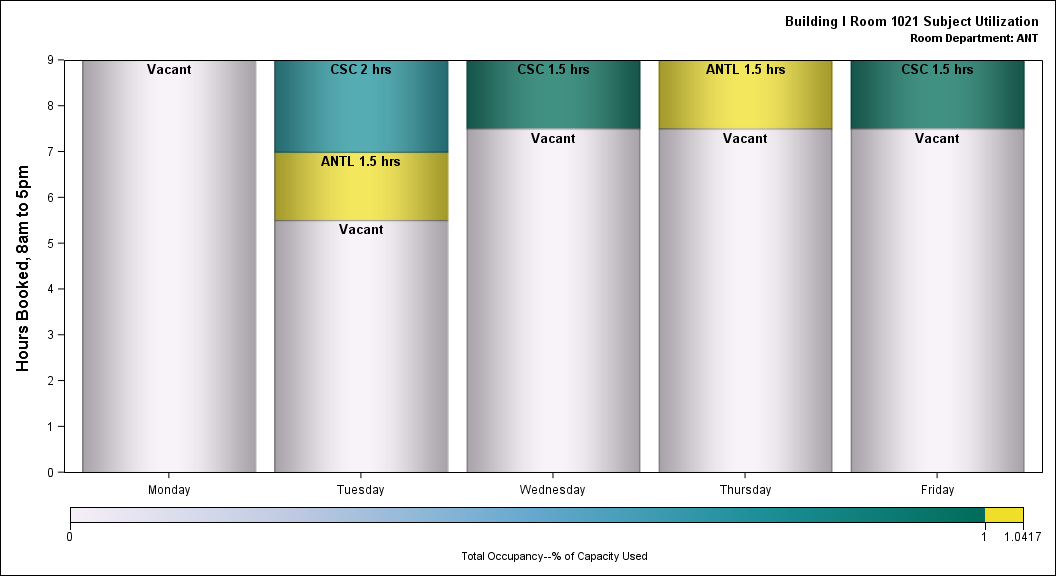 Building I Room 1021 Subject Utilization
Room Department: ANT
Hours Booked, 8am to 5pm
9
8
7
6
5
4
3
2
1
0
Vacant
CSC 2 hrs
ANTL 1.5 hrs
Vacant
CSC 1.5 hrs
Vacant
ANTL 1.5 hrs
Vacant
CSC 1.5 hrs
Vacant
Monday
Tuesday
Wednesday
Thursday
Friday
0
1
1.0417
Total Occupancy--% of Capacity Used